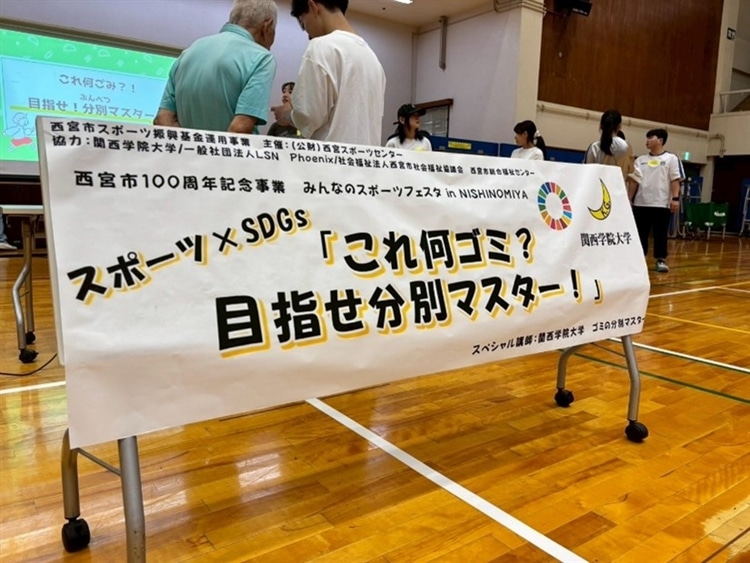 これ何ごみ？！
ぶんべつ
目指せ！分別マスター
西宮市スポーツ振興基金運用事業　主催：(公財)西宮スポーツセンター
協力：関西学院大学/一般社団法人LSN　Phoenix/社会福祉法人西宮市社会福祉協議会　西宮市総合福祉センター
西宮市100周年記念事業　みんなのスポーツフェスタ in NISHINOMIYA
スポーツ×SDGs
「これ何ゴミ？
目指せ分別マスター！」
KG
関西学院大学
スペシャル講師：関西学院大学　ゴミの分別マスター